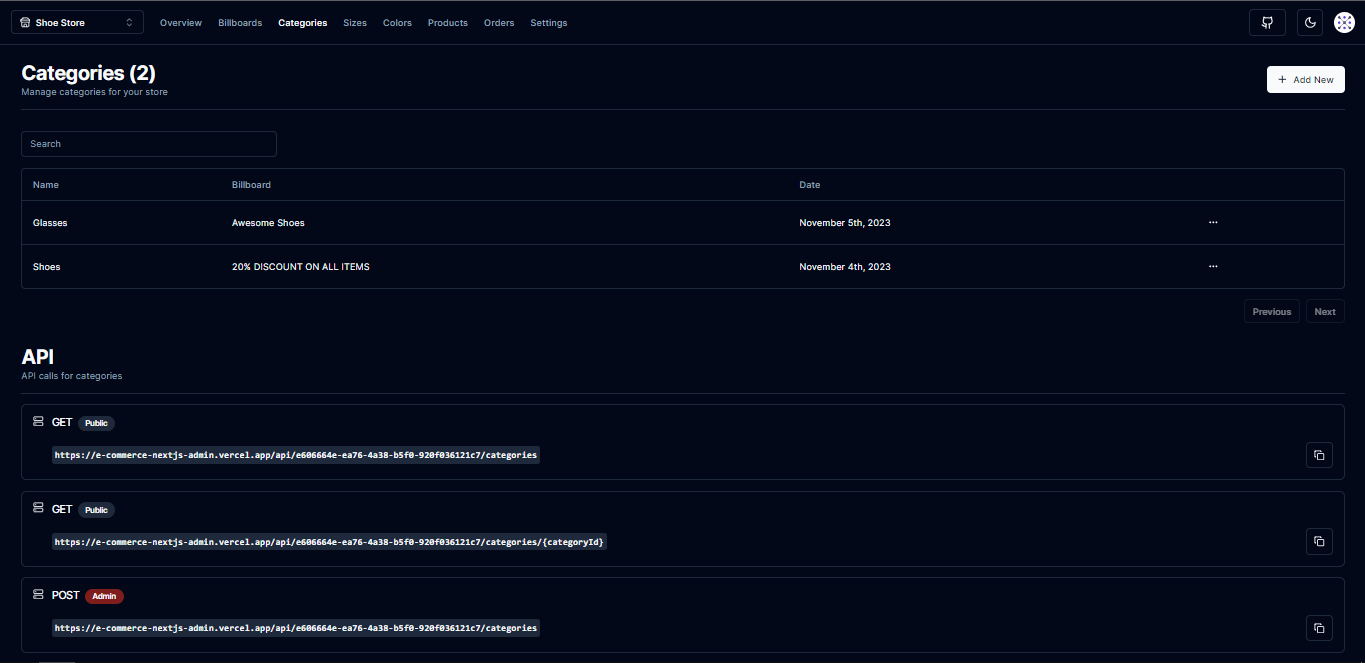 Shoe Store Overview Billboards Categories Sizes Colors Products Orders Settings
Categories (2)
Manage categories for your store
+ Add New
Search
Name Billboard Date
Glasses Awesome Shoes November 5th, 2023 ...
Shoes 20% DISCOUNT ON ALL ITEMS November 4th, 2023 ...
Previous Next
API
API calls for categories
GET Public
https://e-commerce-nextjs-admin.vercel.app/api/e606664e-ea76-4a38-b5f0-920f036121c7/categories
GET Public
https://e-commerce-nextjs-admin.vercel.app/api/e606664e-ea76-4a38-b5f0-920f036121c7/categories/{categoryId}
POST Admin
https://e-commerce-nextjs-admin.vercel.app/api/e606664e-ea76-4a38-b5f0-920f036121c7/categories